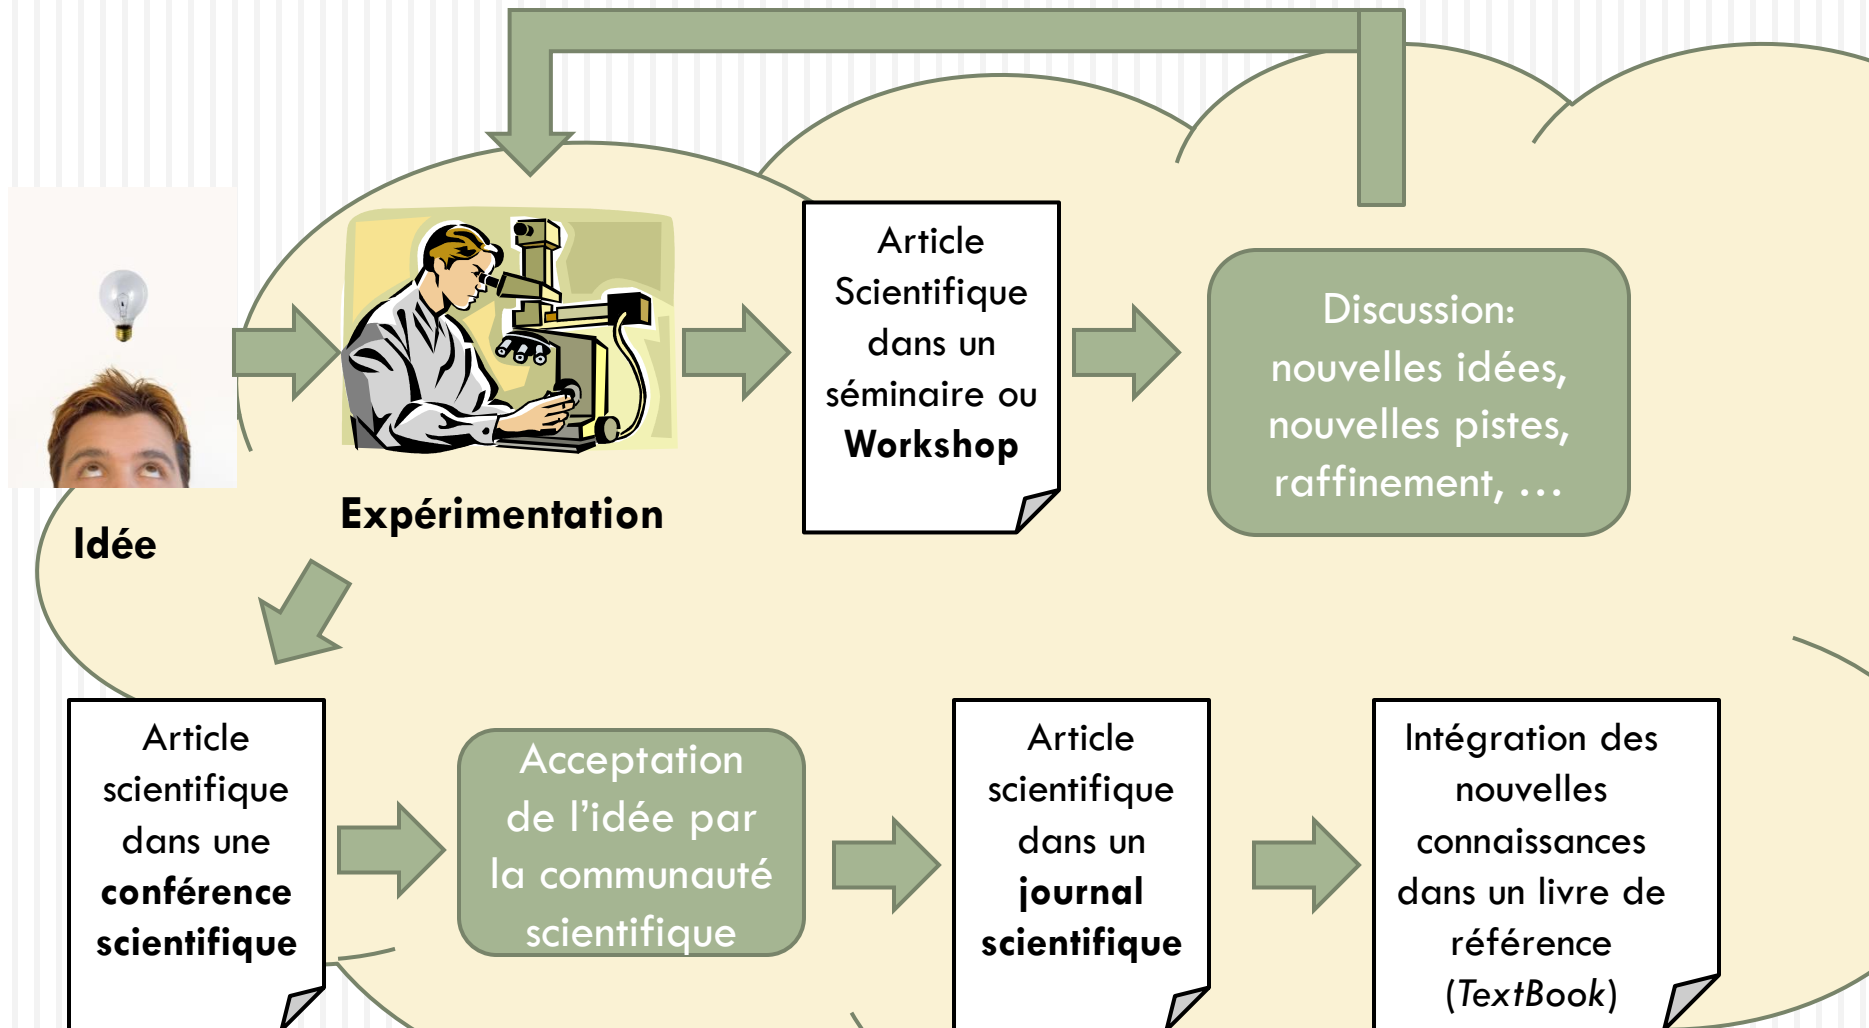 Idée
Expérimentation
Article
Scientifique
dans un
séminaire ou
Workshop
Discussion:
nouvelles idées,
nouvelles pistes,
raffinement, …
Article
scientifique
dans une
conférence
scientifique
Acceptation
de l'idée par
la communauté
scientifique
Article
scientifique
dans un
journal
scientifique
Intégration des
nouvelles
connaissances
dans un livre de
référence
(TextBook)